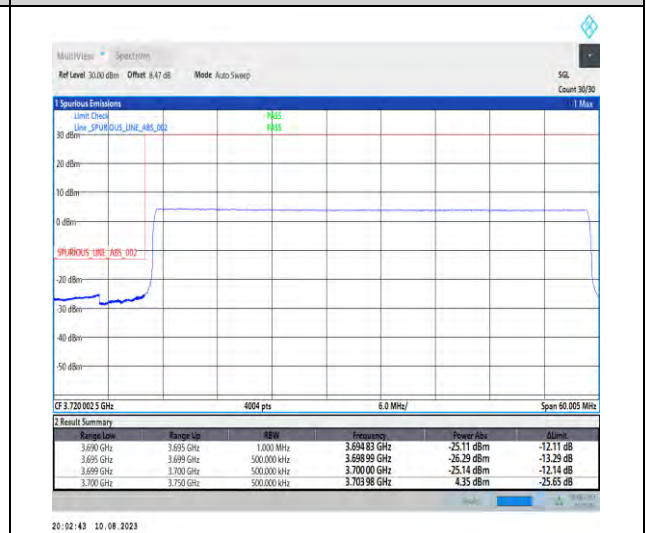 MultiView Spectrum
Ref Level 30.00 dBm Offset 8.47 dB Mode Auto Sweep SGL
Count 30/30
1 Spurious Emissions 1 Max
Limit Check PASS
Line _SPURIOUS_LINE_ABS_002 PASS
30 dBm
20 dBm
10 dBm
0 dBm
SPURIOUS_LINE_ABS_002
-20 dBm
-30 dBm
-40 dBm
-50 dBm
CF 3.720 002 5 GHz 4004 pts 6.0 MHz/ Span 60.005 MHz
2 Result Summary
Range Low Range Up RBW Frequency Power Abs ΔLimit
3.690 GHz 3.695 GHz 1.000 MHz 3.694 83 GHz -25.11 dBm -12.11 dB
3.695 GHz 3.699 GHz 500.000 kHz 3.698 99 GHz -26.29 dBm -13.29 dB
3.699 GHz 3.700 GHz 500.000 kHz 3.700 00 GHz -25.14 dBm -12.14 dB
3.700 GHz 3.750 GHz 500.000 kHz 3.703 98 GHz 4.35 dBm -25.65 dB
20:02:43 10.08.2023